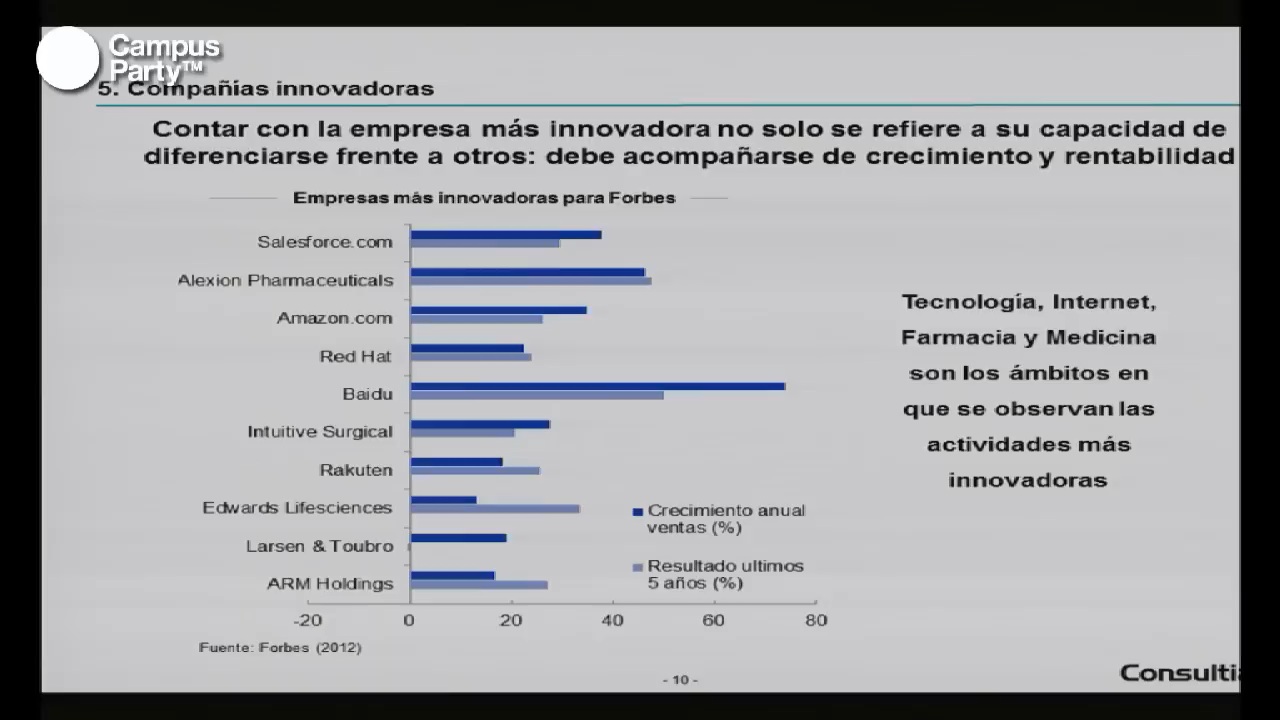 Campus
Party™
5. Compañías innovadoras
Contar con la empresa más innovadora no solo se refiere a su capacidad de
diferenciarse frente a otros: debe acompañarse de crecimiento y rentabilidad
Empresas más innovadoras para Forbes
Salesforce.com
Alexion Pharmaceuticals
Amazon.com
Red Hat
Baidu
Intuitive Surgical
Rakuten
Edwards Lifesciences
Larsen & Toubro
ARM Holdings
-20 0 20 40 60 80
Crecimiento anual
ventas (%)
Resultado ultimos
5 años (%)
Tecnología, Internet,
Farmacia y Medicina
son los ámbitos en
que se observan las
actividades más
innovadoras
Fuente: Forbes (2012)
- 10 -